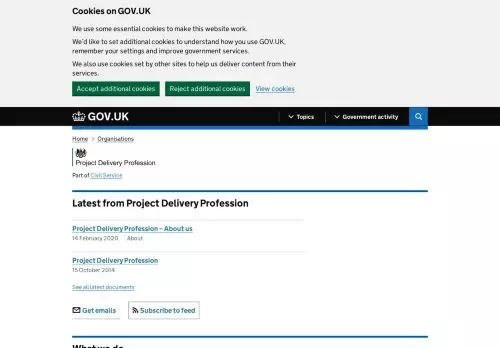 Cookies on GOV.UK
We use some essential cookies to make this website work.
We'd like to set additional cookies to understand how you use GOV.UK,
remember your settings and improve government services.
We also use cookies set by other sites to help us deliver content from their
services.
Accept additional cookies
Reject additional cookies
View cookies
GOV.UK
Topics
Government activity
Home > Organisations
Project Delivery Profession
Part of Civil Service
Latest from Project Delivery Profession
Project Delivery Profession – About us
14 February 2020 About
Project Delivery Profession
15 October 2014
See all latest documents
Get emails
Subscribe to feed
What we do